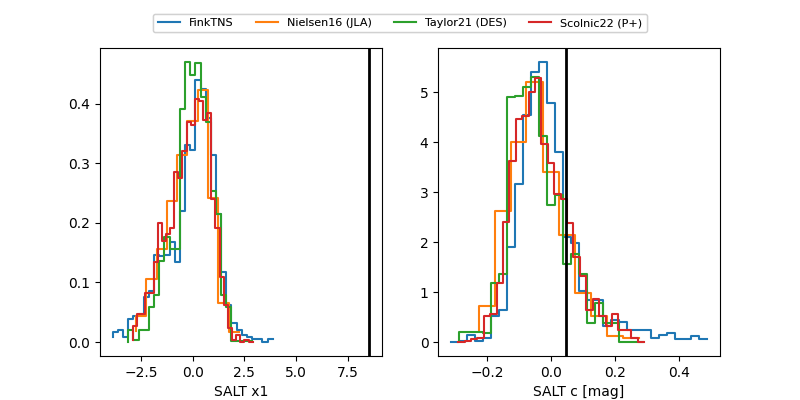 FinkTNS Nielsen16 (JLA) Taylor21 (DES) Scolnic22 (P+)
0.4
0.3
0.2
0.1
0.0
−2.5 0.0 2.5 5.0 7.5
SALT x1
5
4
3
2
1
0
−0.2 0.0 0.2 0.4
SALT c [mag]